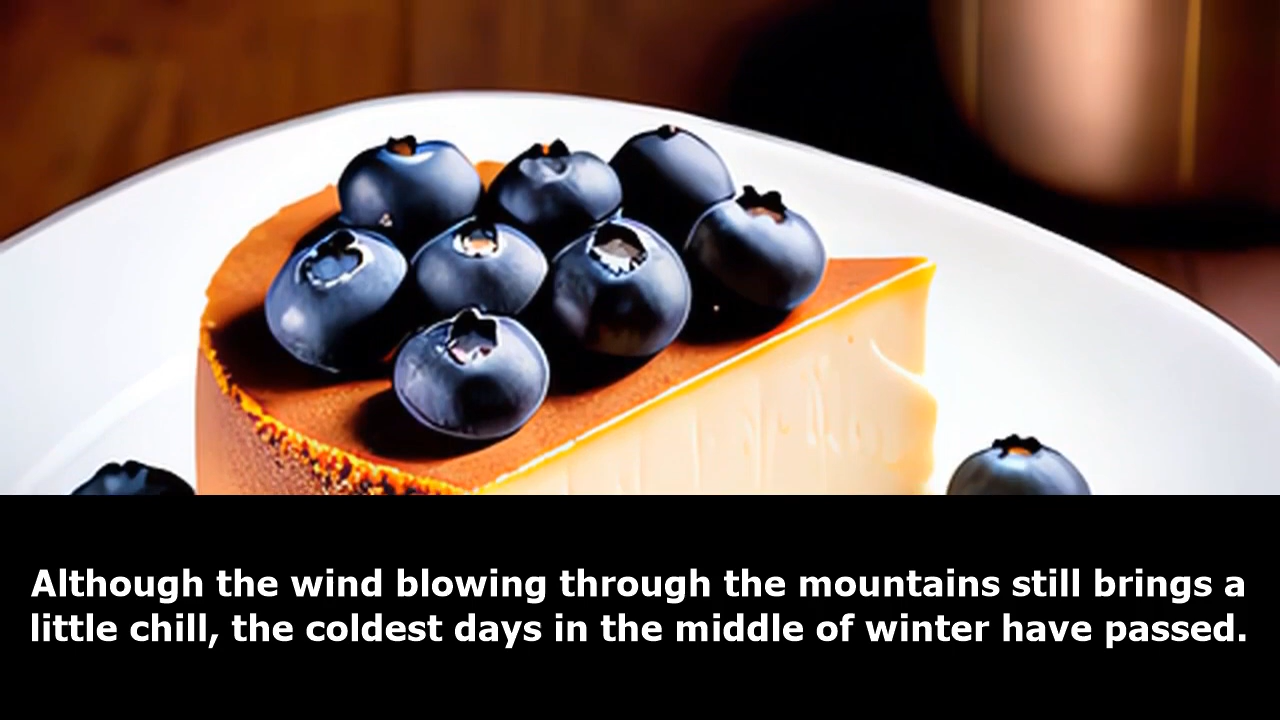 Although the wind blowing through the mountains still brings a
little chill, the coldest days in the middle of winter have passed.